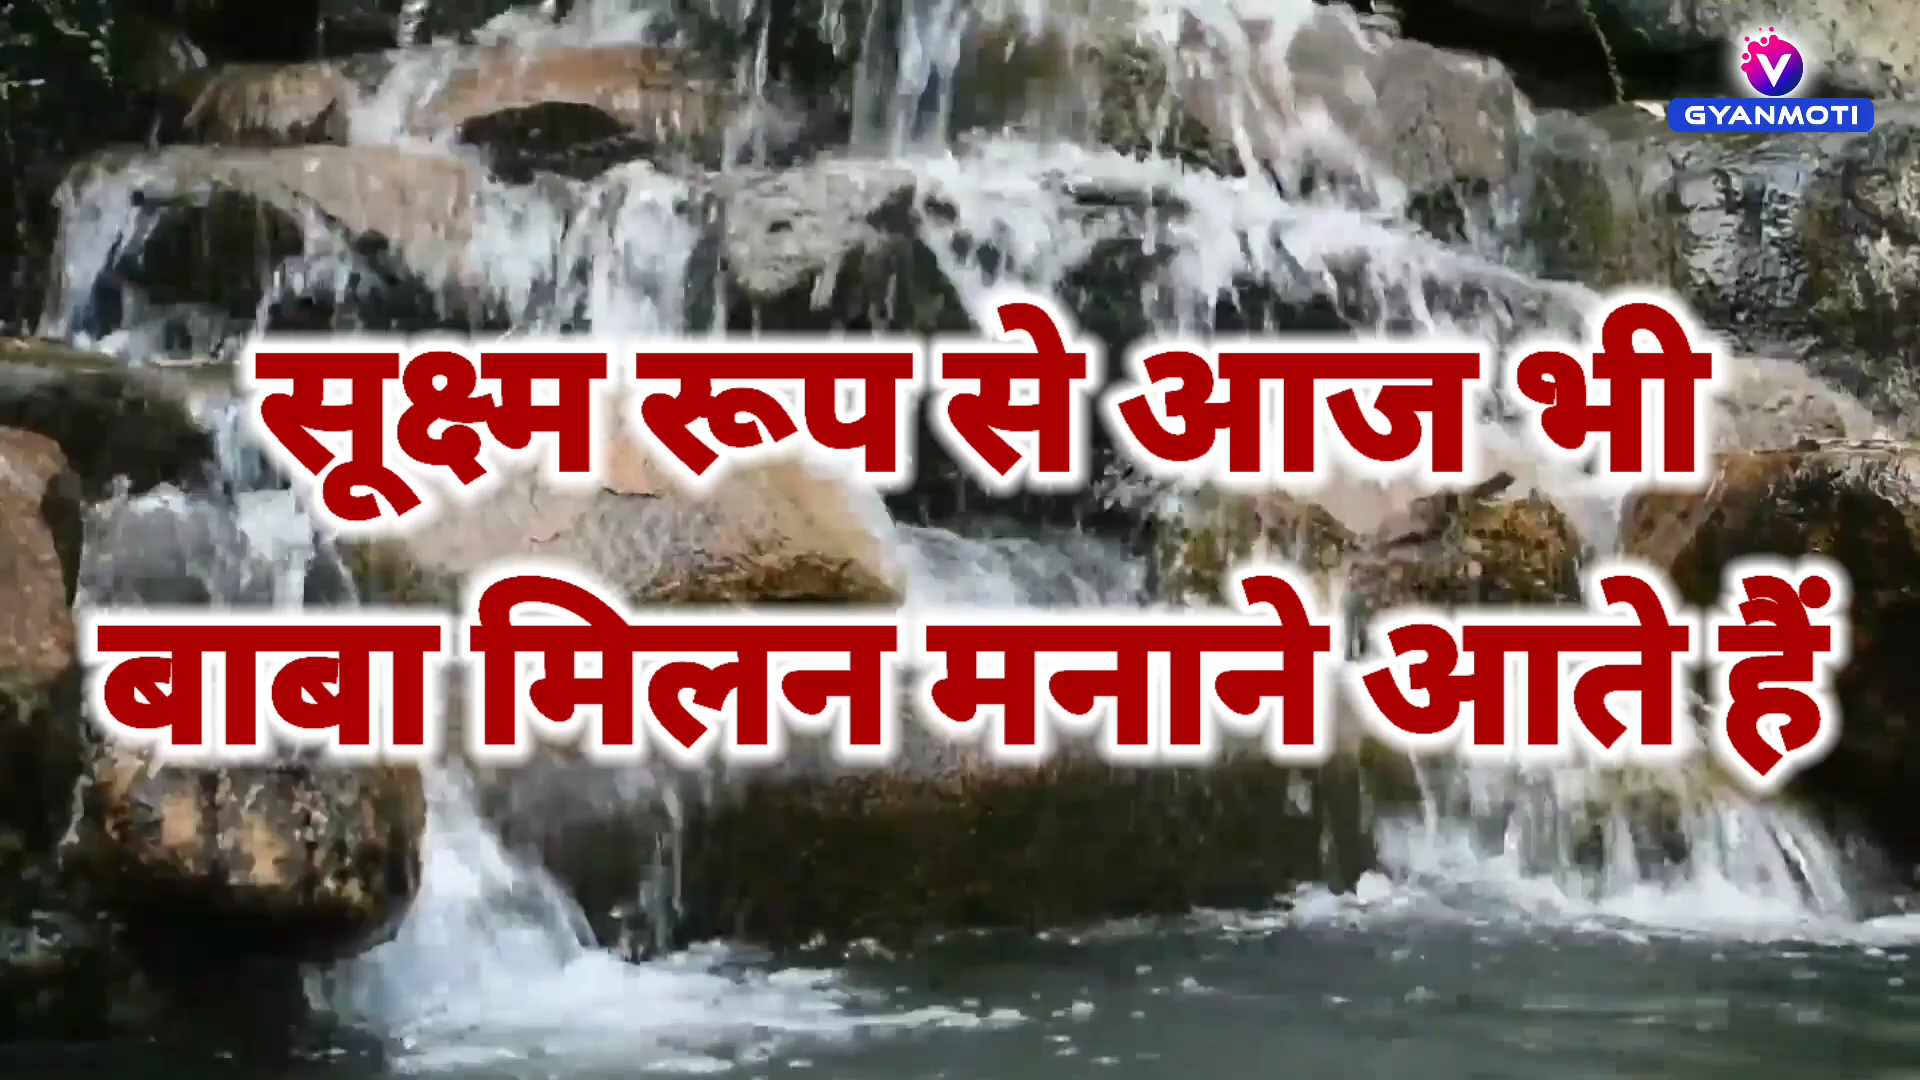 V
GYANMOTI
सूक्ष्म रूप से आज भी
बाबा मिलन मनाने आते हैं